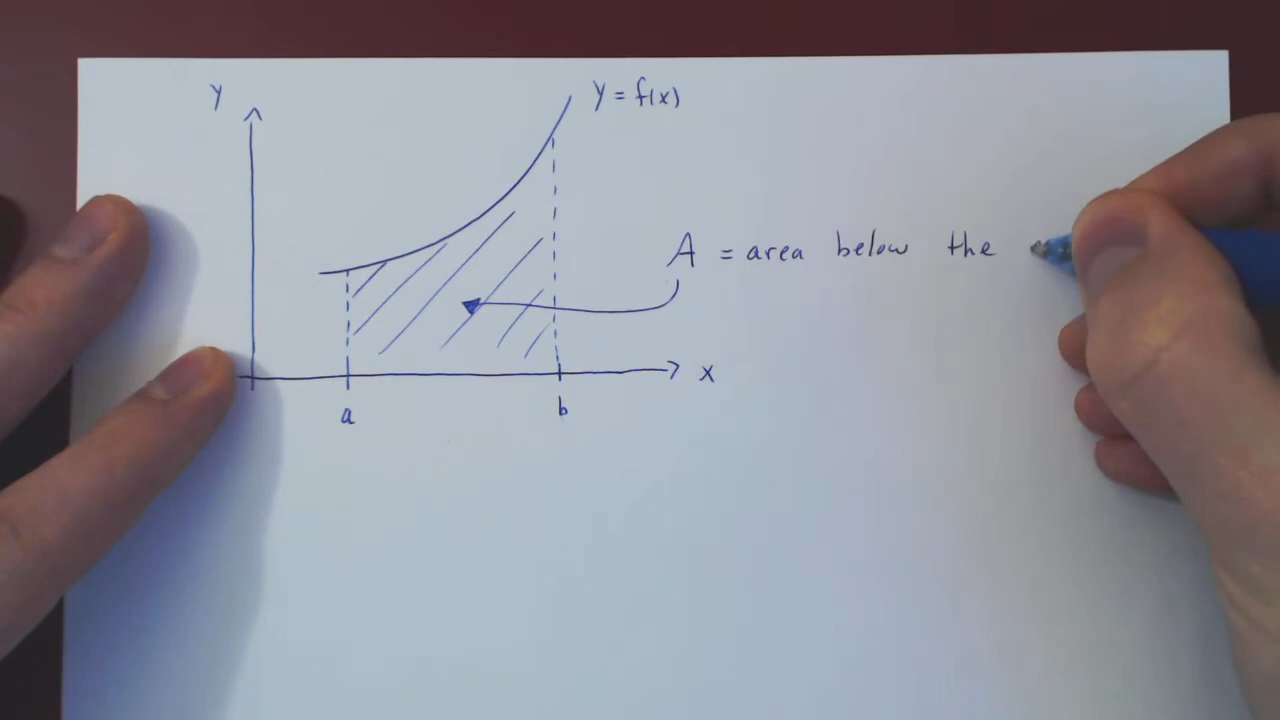 y
y = f(x)
A = area below the
x
a
b